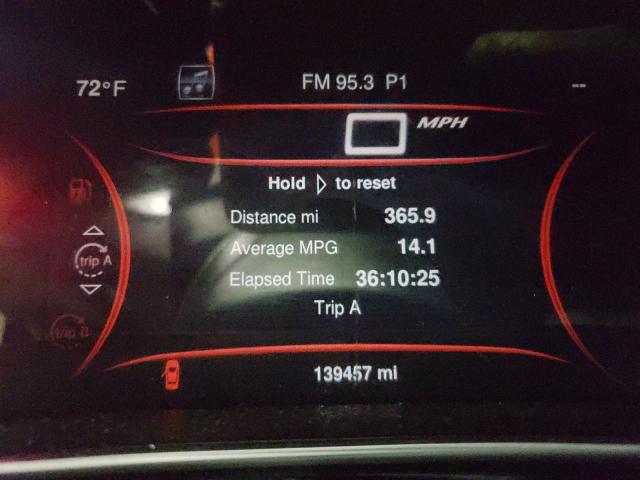 72°F FM 95.3 P1 --
0 MPH
Hold ▷ to reset
Distance mi 365.9
Average MPG 14.1
trip A
Elapsed Time 36:10:25
Trip A
trip B
139457 mi